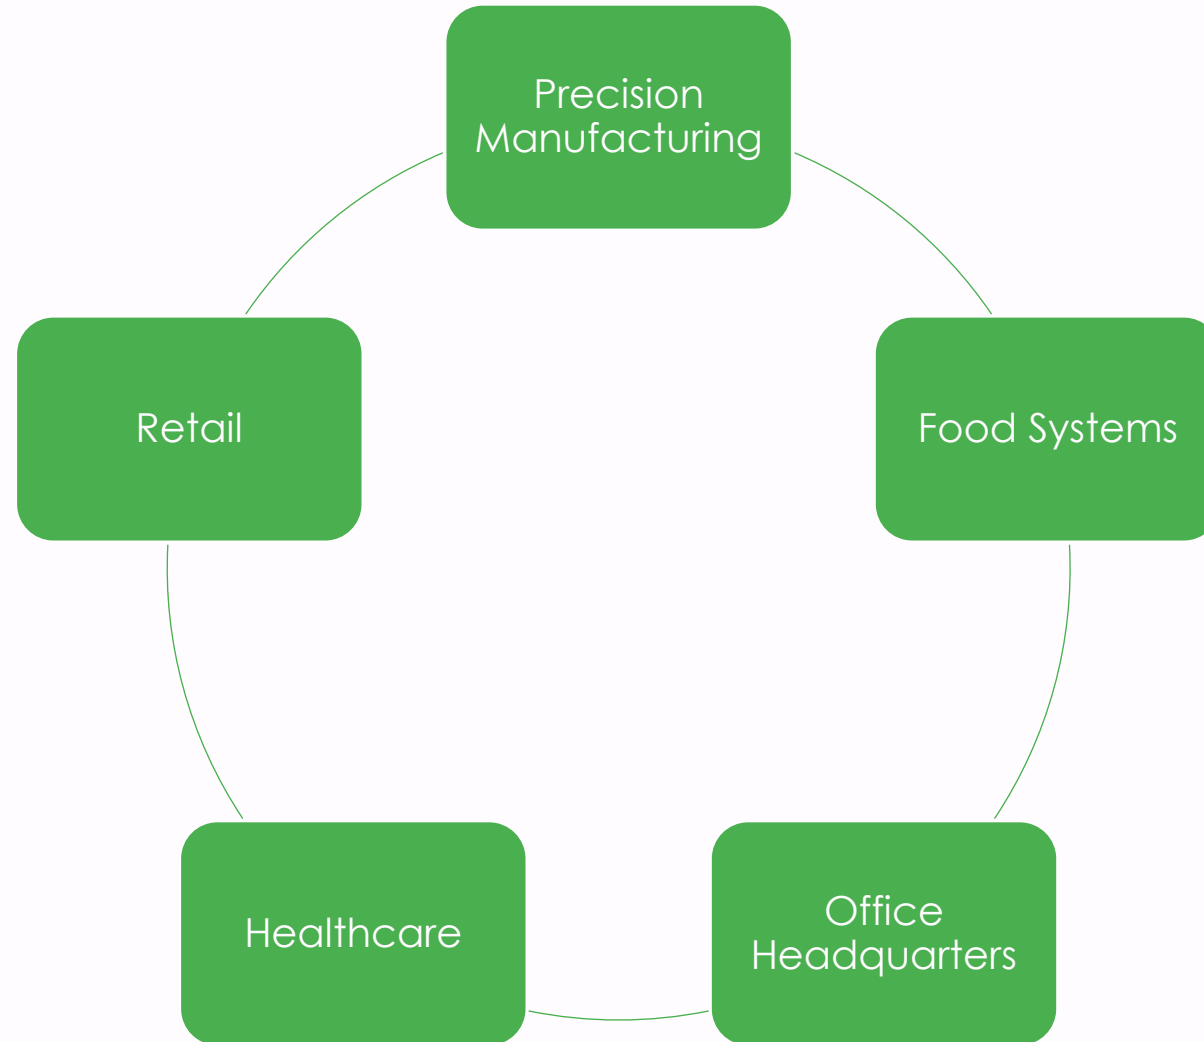 Precision
Manufacturing
Food Systems
Office
Headquarters
Healthcare
Retail